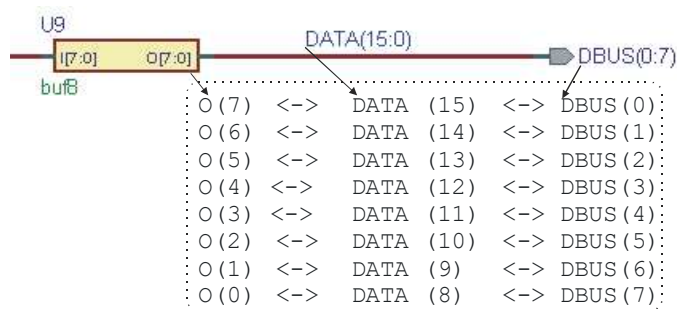 U9
DATA(15:0)
I[7:0] O[7:0] DBUS(0:7)
buf8
O(7) <-> DATA (15) <-> DBUS(0)
O(6) <-> DATA (14) <-> DBUS(1)
O(5) <-> DATA (13) <-> DBUS(2)
O(4) <-> DATA (12) <-> DBUS(3)
O(3) <-> DATA (11) <-> DBUS(4)
O(2) <-> DATA (10) <-> DBUS(5)
O(1) <-> DATA (9) <-> DBUS(6)
O(0) <-> DATA (8) <-> DBUS(7)